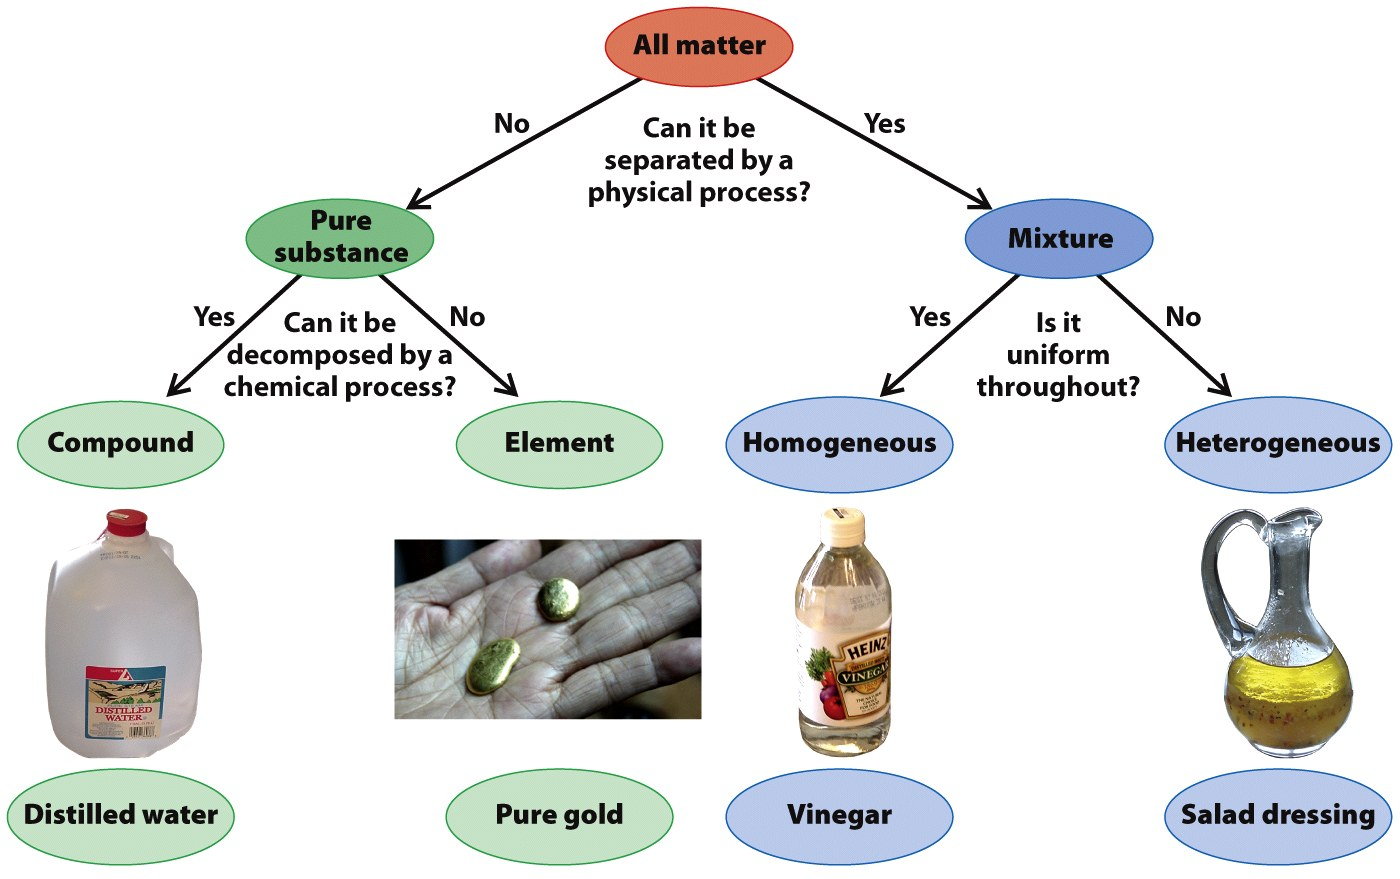 All matter
No
Can it be
separated by a
physical process?
Yes
Pure
substance
Mixture
Yes
Can it be
decomposed by a
chemical process?
No
Yes
Is it
uniform
throughout?
No
Compound
Element
Homogeneous
Heterogeneous
DISTILLED
WATER
HEINZ
VINEGAR
Distilled water
Pure gold
Vinegar
Salad dressing